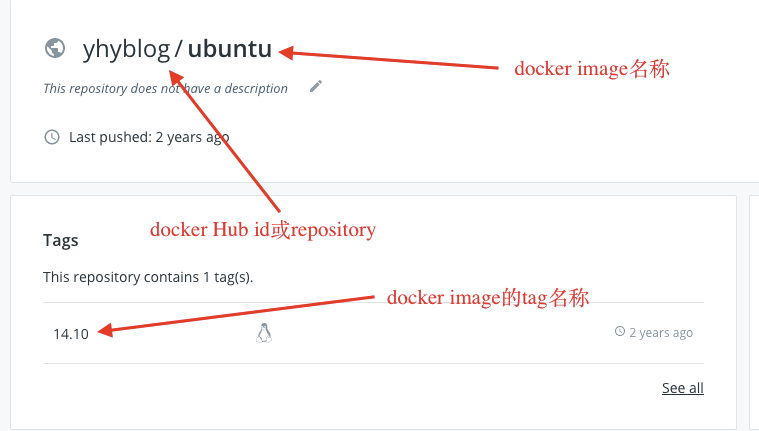 yhyblog / ubuntu
docker image名称
This repository does not have a description
Last pushed: 2 years ago
docker Hub id或repository
Tags
This repository contains 1 tag(s).
docker image的tag名称
14.10
2 years ago
See all